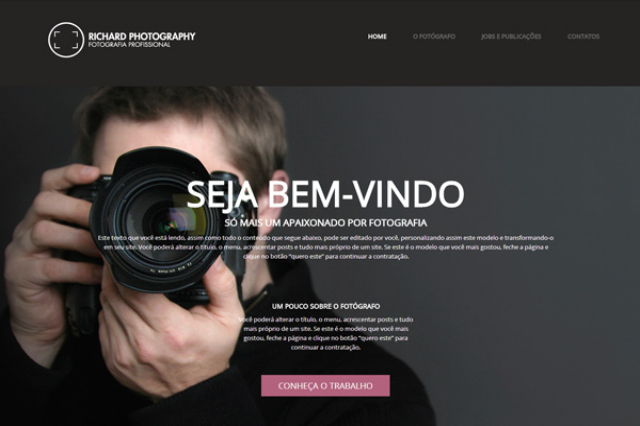 RICHARD PHOTOGRAPHY
FOTOGRAFIA PROFISSIONAL
HOME O FOTÓGRAFO JOBS E PUBLICAÇÕES CONTATOS
SEJA BEM-VINDO
SÓ MAIS UM APAIXONADO POR FOTOGRAFIA
Este texto que você está lendo, assim como todo o conteúdo que segue abaixo, pode ser editado por você, personalizando assim este modelo e transformando-o
em seu site. Você poderá alterar o título, o menu, acrescentar posts e tudo mais próprio de um site. Se este é o modelo que você mais gostou, feche a página e
clique no botão "quero este" para continuar a contratação.
UM POUCO SOBRE O FOTÓGRAFO
Você poderá alterar o título, o menu, acrescentar posts e tudo
mais próprio de um site. Se este é o modelo que você mais
gostou, feche a página e clique no botão "quero este" para
continuar a contratação.
CONHEÇA O TRABALHO